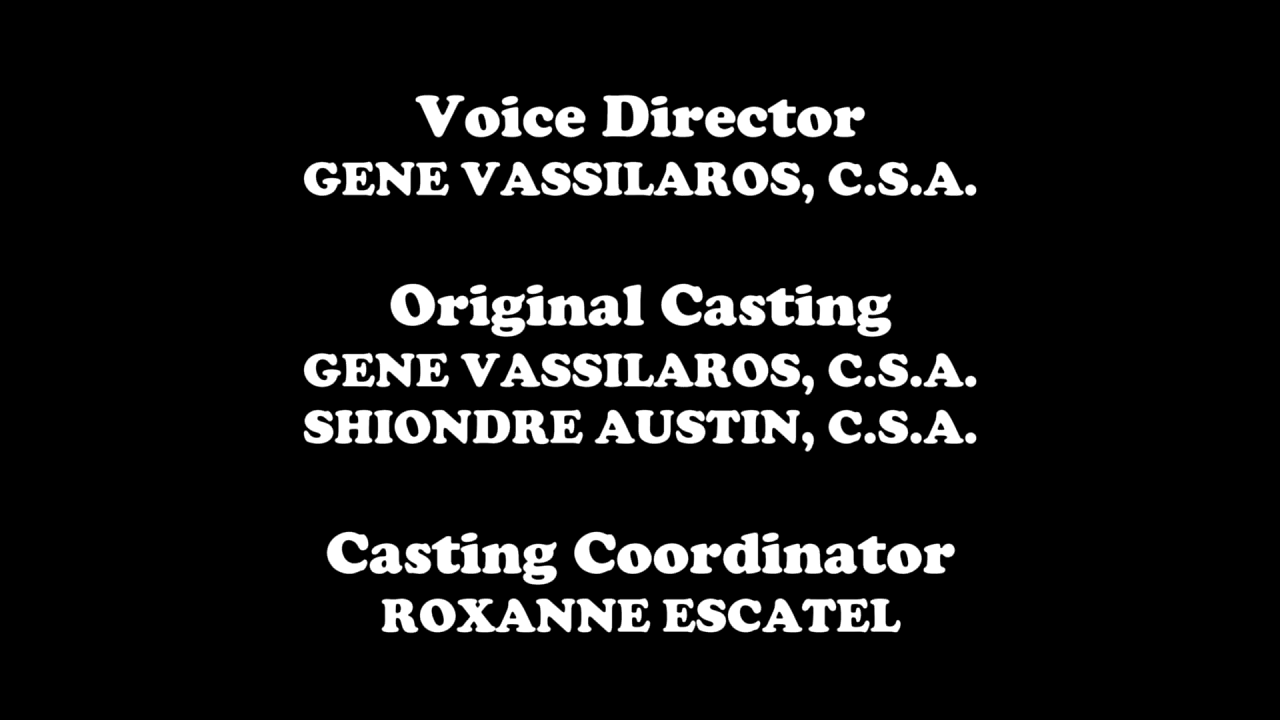 Voice Director
GENE VASSILAROS, C.S.A.
Original Casting
GENE VASSILAROS, C.S.A.
SHIONDRE AUSTIN, C.S.A.
Casting Coordinator
ROXANNE ESCATEL